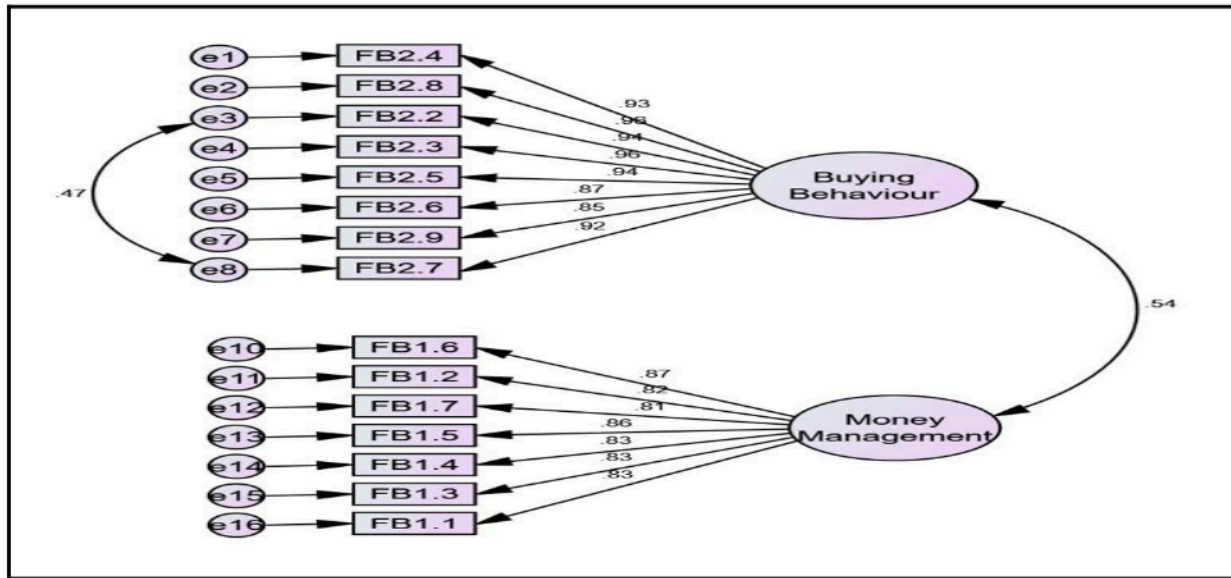 e1 FB2.4
e2 FB2.8
e3 FB2.2
e4 FB2.3
e5 FB2.5
e6 FB2.6
e7 FB2.9
e8 FB2.7
.47
.93
.94
.96
.94
.87
.85
.92
Buying
Behaviour
.54
e10 FB1.6
e11 FB1.2
e12 FB1.7
e13 FB1.5
e14 FB1.4
e15 FB1.3
e16 FB1.1
.87
.82
.81
.86
.83
.83
.83
Money
Management